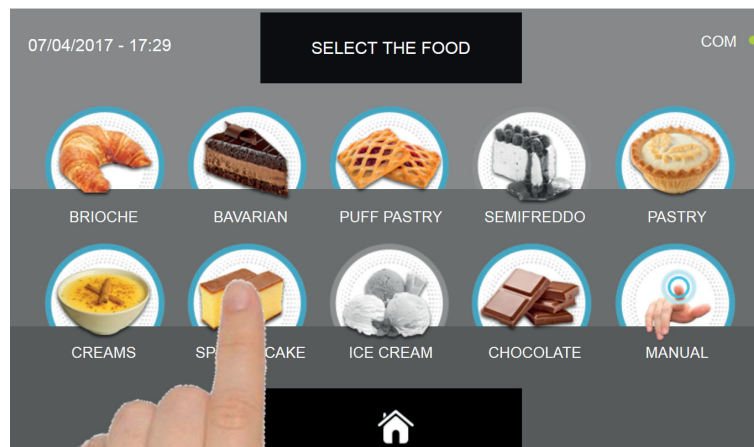 07/04/2017 - 17:29
SELECT THE FOOD
COM
BRIOCHE
BAVARIAN
PUFF PASTRY
SEMIFREDDO
PASTRY
CREAMS
SP CAKE
ICE CREAM
CHOCOLATE
MANUAL